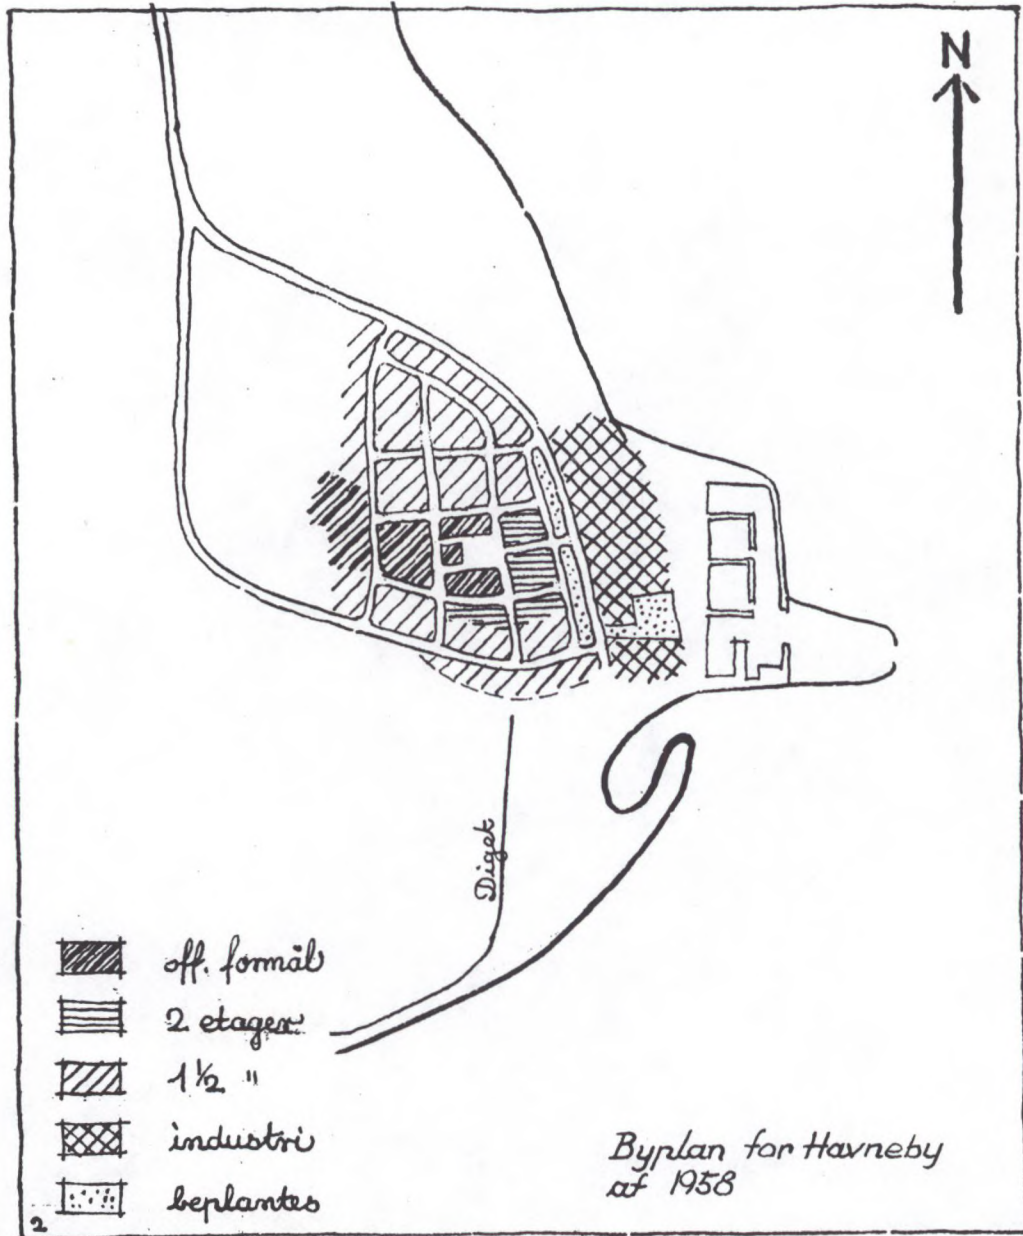 N
Diget
off. formål
2 etager
1½ "
industri
beplantes
Byplan for Havneby
af 1958
2